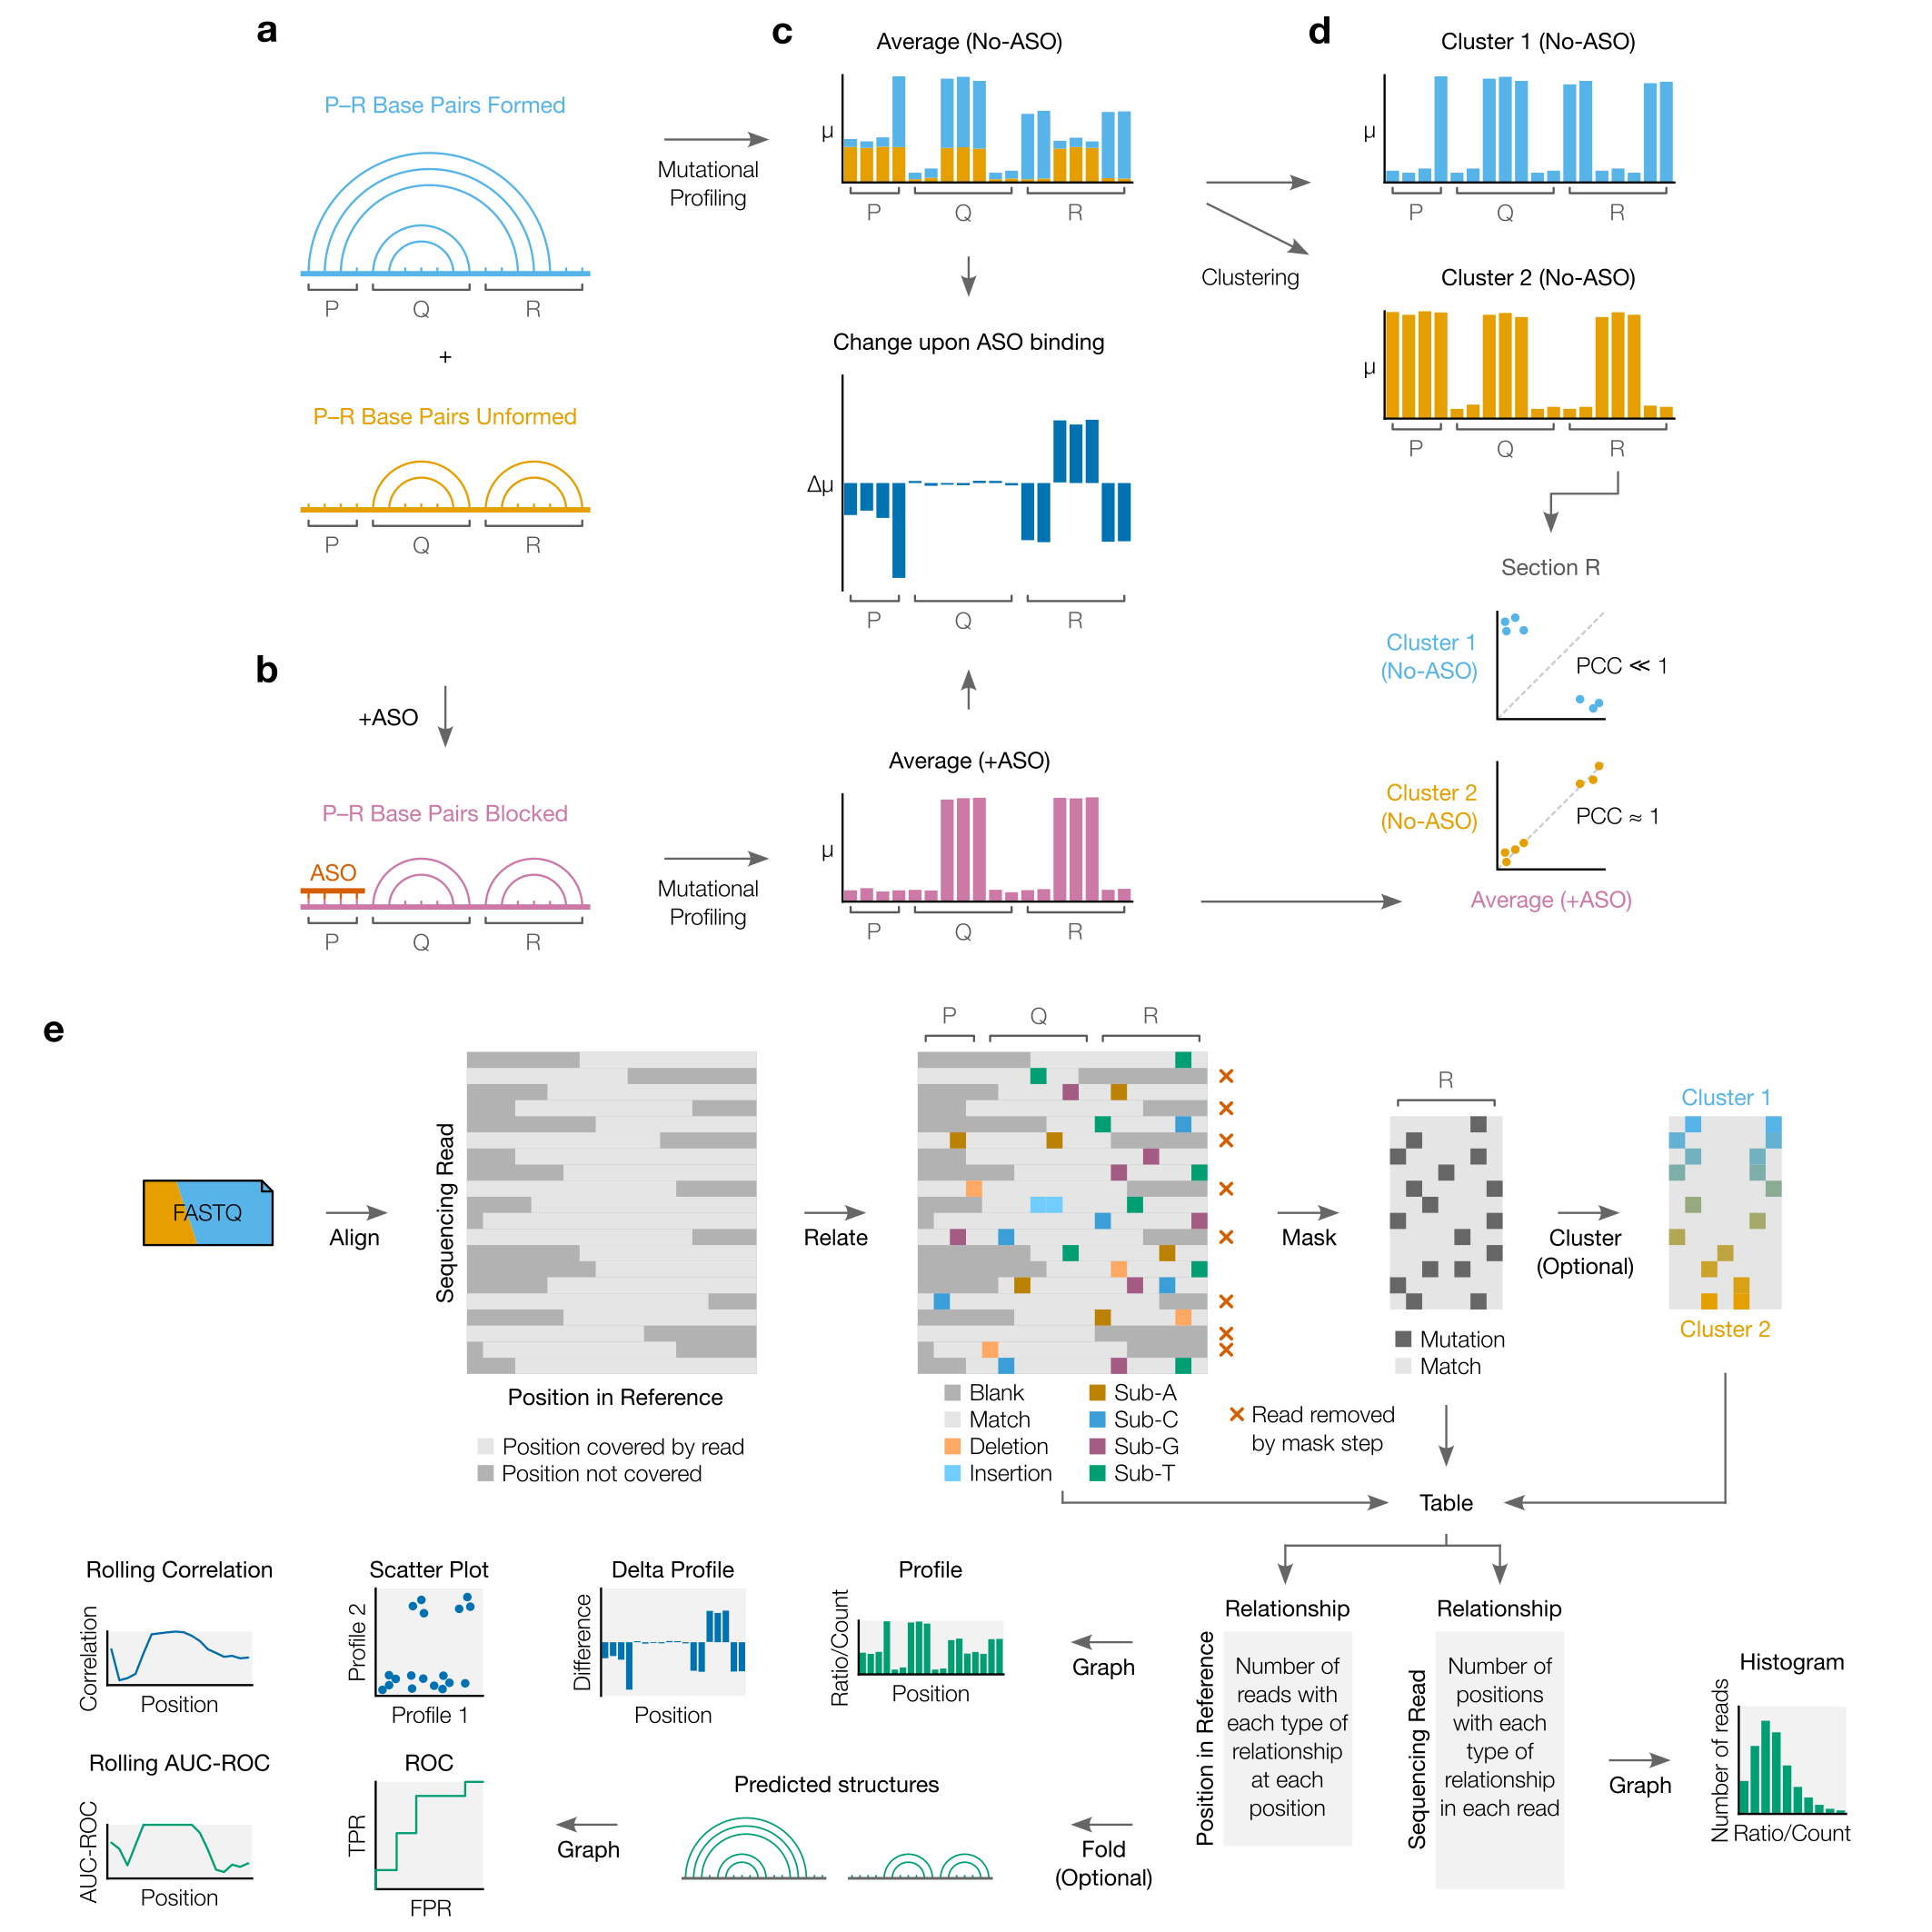 a
P–R Base Pairs Formed
P
Q
R
+
P–R Base Pairs Unformed
P
Q
R
Mutational
Profiling
b
+ASO
P–R Base Pairs Blocked
ASO
P
Q
R
Mutational
Profiling
c
Average (No-ASO)
μ
P
Q
R
Change upon ASO binding
Δμ
P
Q
R
Average (+ASO)
μ
P
Q
R
Clustering
d
Cluster 1 (No-ASO)
μ
P
Q
R
Cluster 2 (No-ASO)
μ
P
Q
R
Section R
Cluster 1
(No-ASO)
PCC ≪ 1
Cluster 2
(No-ASO)
PCC ≈ 1
Average (+ASO)
e
FASTQ
Align
Sequencing Read
Position in Reference
Position covered by read
Position not covered
Relate
P
Q
R
Blank
Match
Deletion
Insertion
Sub-A
Sub-C
Sub-G
Sub-T
Read removed
by mask step
Mask
R
Mutation
Match
Cluster
(Optional)
Cluster 1
Cluster 2
Table
Relationship
Position in Reference
Number of
reads with
each type of
relationship
at each
position
Relationship
Sequencing Read
Number of
positions
with each
type of
relationship
in each read
Graph
Histogram
Number of reads
Ratio/Count
Graph
Profile
Ratio/Count
Position
Delta Profile
Difference
Position
Scatter Plot
Profile 2
Profile 1
Rolling Correlation
Correlation
Position
Fold
(Optional)
Predicted structures
Graph
ROC
TPR
FPR
Rolling AUC-ROC
AUC-ROC
Position